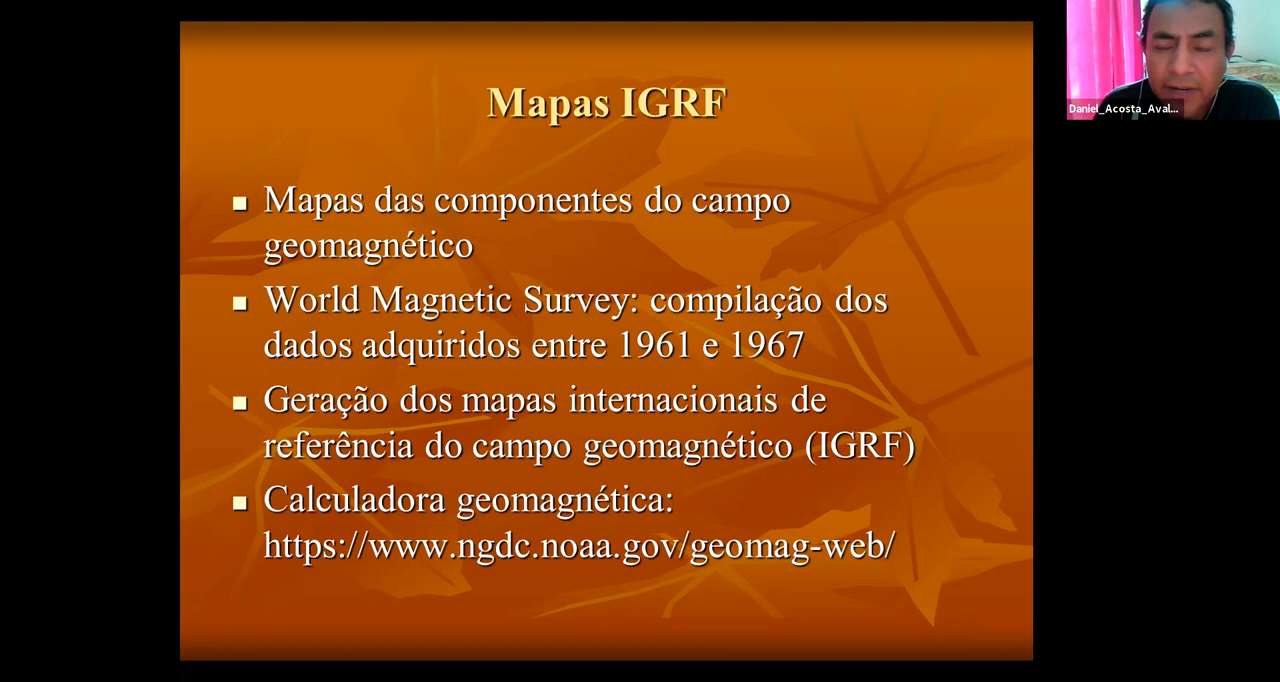 Mapas IGRF
Mapas das componentes do campo
geomagnético
World Magnetic Survey: compilação dos
dados adquiridos entre 1961 e 1967
Geração dos mapas internacionais de
referência do campo geomagnético (IGRF)
Calculadora geomagnética:
https://www.ngdc.noaa.gov/geomag-web/
Daniel_Acosta_Aval...